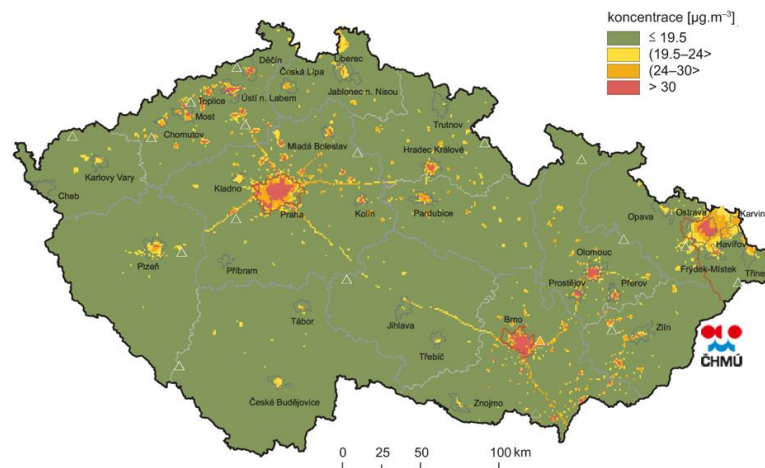 koncentrace [µg.m⁻³]
≤ 19.5
(19.5–24>
(24–30>
> 30
Děčín
Liberec
Česká Lípa
Teplice
Ústí n. Labem
Jablonec n. Nisou
Most
Chomutov
Trutnov
Mladá Boleslav
Hradec Králové
Karlovy Vary
Kladno
Cheb
Praha
Kolín
Pardubice
Opava
Ostrava
Karvin
Havířov
Plzeň
Příbram
Olomouc
Frýdek-Místek
Třine
Prostějov
Přerov
Tábor
Jihlava
Brno
Zlín
Třebíč
ČHMÚ
České Budějovice
Znojmo
0 25 50 100 km